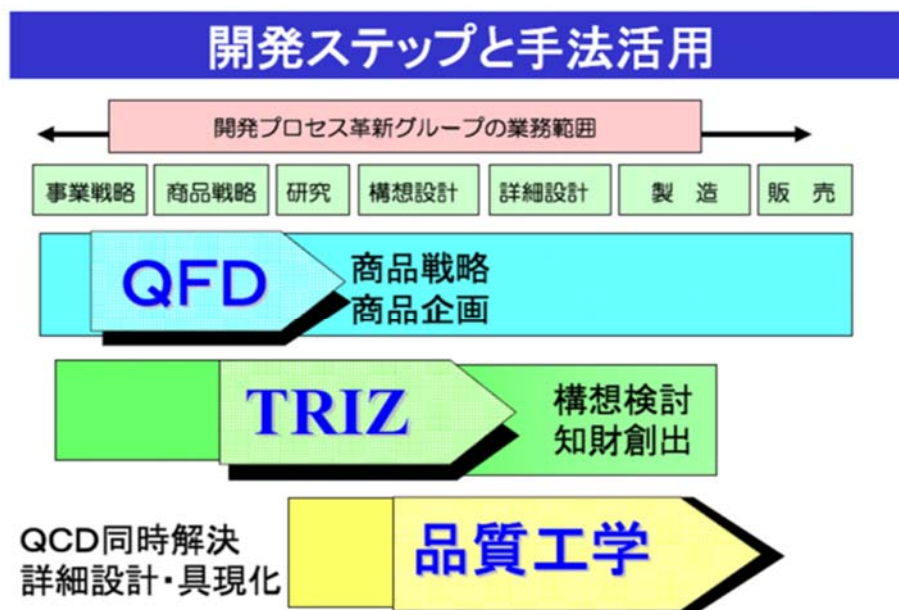 開発ステップと手法活用
開発プロセス革新グループの業務範囲
事業戦略 商品戦略 研究 構想設計 詳細設計 製 造 販 売
QFD
商品戦略
商品企画
TRIZ
構想検討
知財創出
QCD同時解決
詳細設計・具現化
品質工学